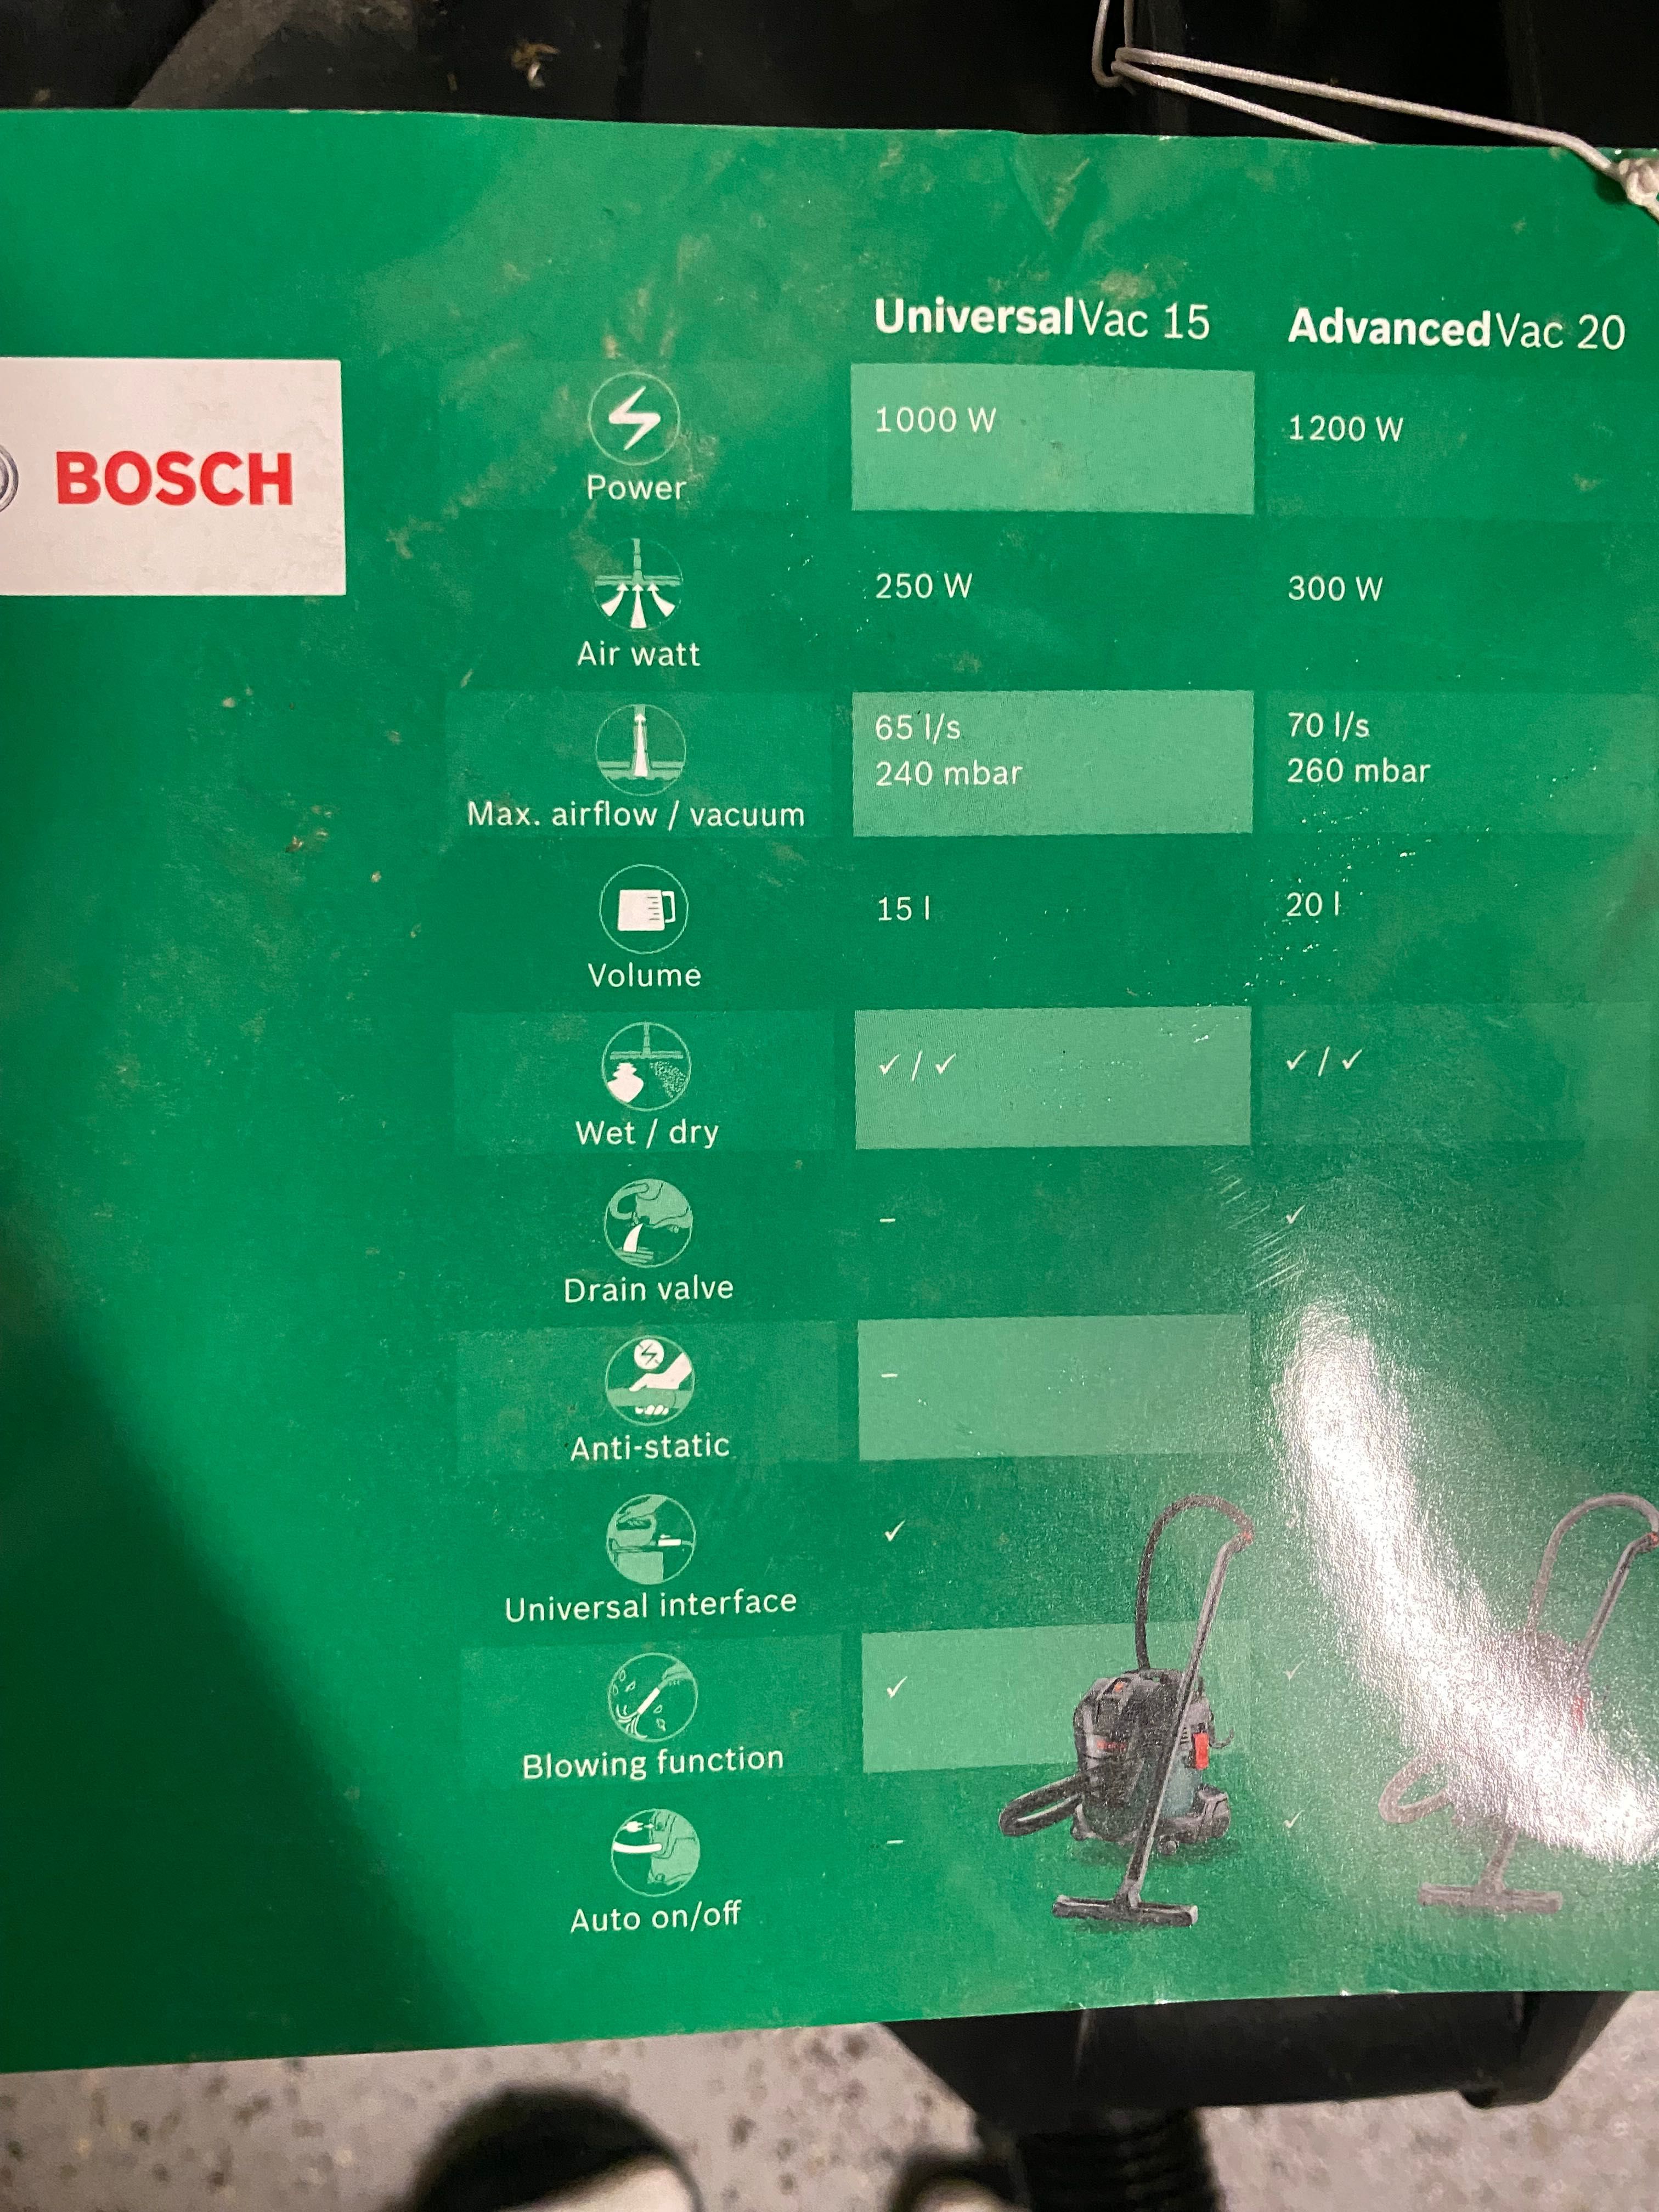 UniversalVac 15 AdvancedVac 20
BOSCH
Power 1000 W 1200 W
Air watt 250 W 300 W
Max. airflow / vacuum 65 l/s 240 mbar 70 l/s 260 mbar
Volume 15 l 20 l
Wet / dry ✓ / ✓ ✓ / ✓
Drain valve – ✓
Anti-static –
Universal interface ✓
Blowing function ✓ ✓
Auto on/off – ✓